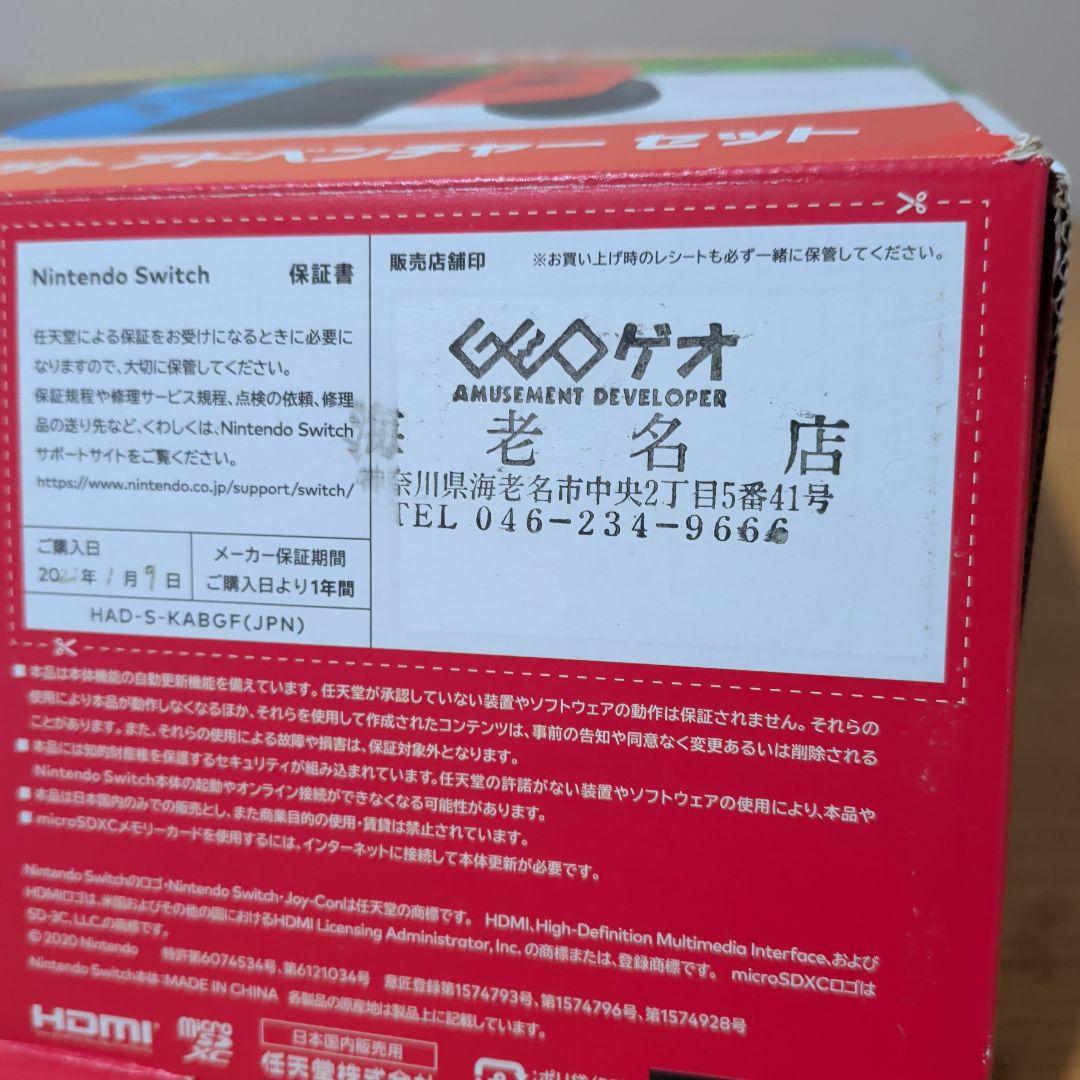 ット アドベンチャー セット
Nintendo Switch 保証書
任天堂による保証をお受けになるときに必要に
なりますので、大切に保管してください。
保証規程や修理サービス規程、点検の依頼、修理
品の送り先など、くわしくは、Nintendo Switch
サポートサイトをご覧ください。
https://www.nintendo.co.jp/support/switch/
ご購入日
年1月9日
メーカー保証期間
ご購入日より1年間
HAD-S-KABGF(JPN)
販売店舗印 ※お買い上げ時のレシートも必ず一緒に保管してください。
GEOゲオ
AMUSEMENT DEVELOPER
海老名店
神奈川県海老名市中央2丁目5番41号
TEL 046-234-9666
■本品は本体機能の自動更新機能を備えています。任天堂が承認していない装置やソフトウェアの動作は保証されません。それらの
使用により本品が動作しなくなるほか、それらを使用して作成されたコンテンツは、事前の告知や同意なく変更あるいは削除される
ことがあります。また、それらの使用による故障や損害は、保証対象外となります。
■本品には知的財産権を保護するセキュリティが組み込まれています。任天堂の許諾がない装置やソフトウェアの使用により、本品や
Nintendo Switch本体の起動やオンライン接続ができなくなる可能性があります。
■本品は日本国内のみでの販売とし、また商業目的の使用・賃貸は禁止されています。
■microSDXCメモリーカードを使用するには、インターネットに接続して本体更新が必要です。
Nintendo Switchのロゴ・Nintendo Switch・Joy-Conは任天堂の商標です。 HDMI、High-Definition Multimedia Interface、および
HDMIロゴは、米国およびその他の国におけるHDMI Licensing Administrator, Inc. の商標または、登録商標です。 microSDXCロゴは
SD-3C, LLC.の商標です。
© 2020 Nintendo 特許第6074534号、第6121034号 意匠登録第1574793号、第1574796号、第1574928号
Nintendo Switch本体:MADE IN CHINA 各製品の原産地は製品上に記載しています。
HDMI
micro SD XC
日本国内販売用
任天堂株式会社